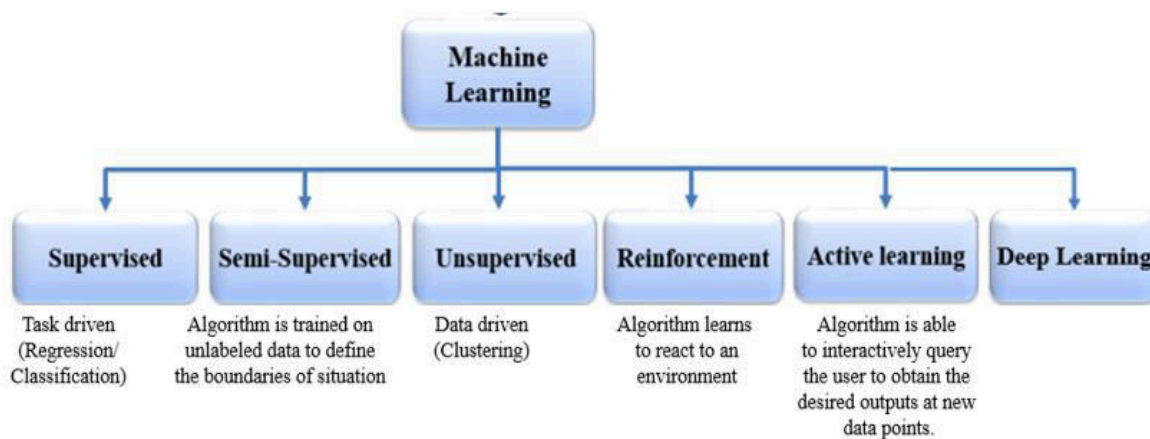 Machine
Learning
Supervised
Semi-Supervised
Unsupervised
Reinforcement
Active learning
Deep Learning
Task driven
(Regression/
Classification)
Algorithm is trained on
unlabeled data to define
the boundaries of situation
Data driven
(Clustering)
Algorithm learns
to react to an
environment
Algorithm is able
to interactively query
the user to obtain the
desired outputs at new
data points.